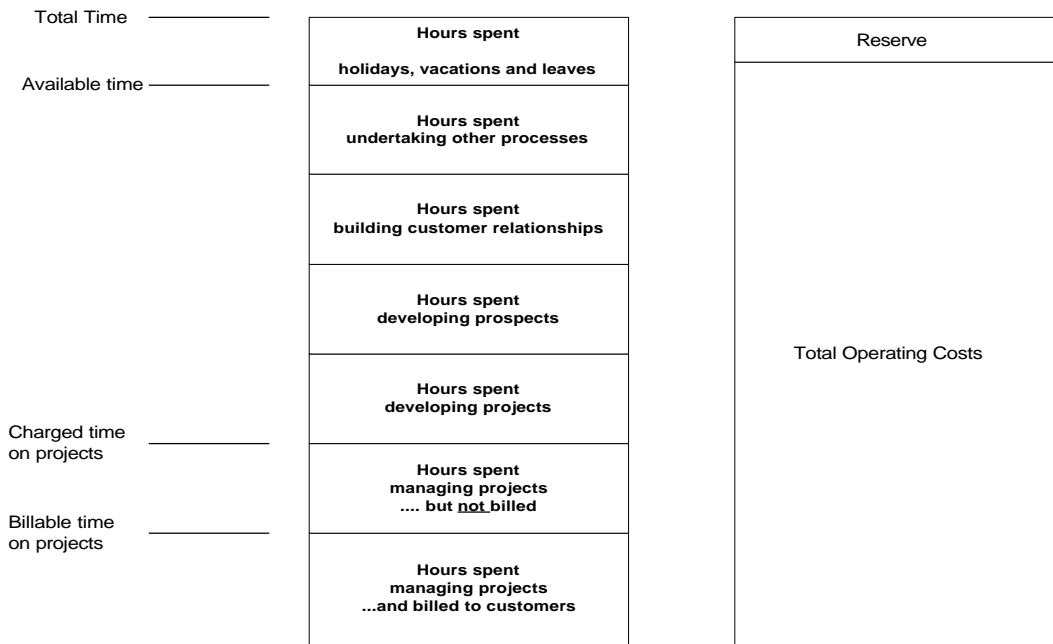 Total Time
Hours spent
holidays, vacations and leaves
Reserve
Available time
Hours spent
undertaking other processes
Hours spent
building customer relationships
Hours spent
developing prospects
Total Operating Costs
Hours spent
developing projects
Charged time
on projects
Hours spent
managing projects
.... but not billed
Billable time
on projects
Hours spent
managing projects
...and billed to customers